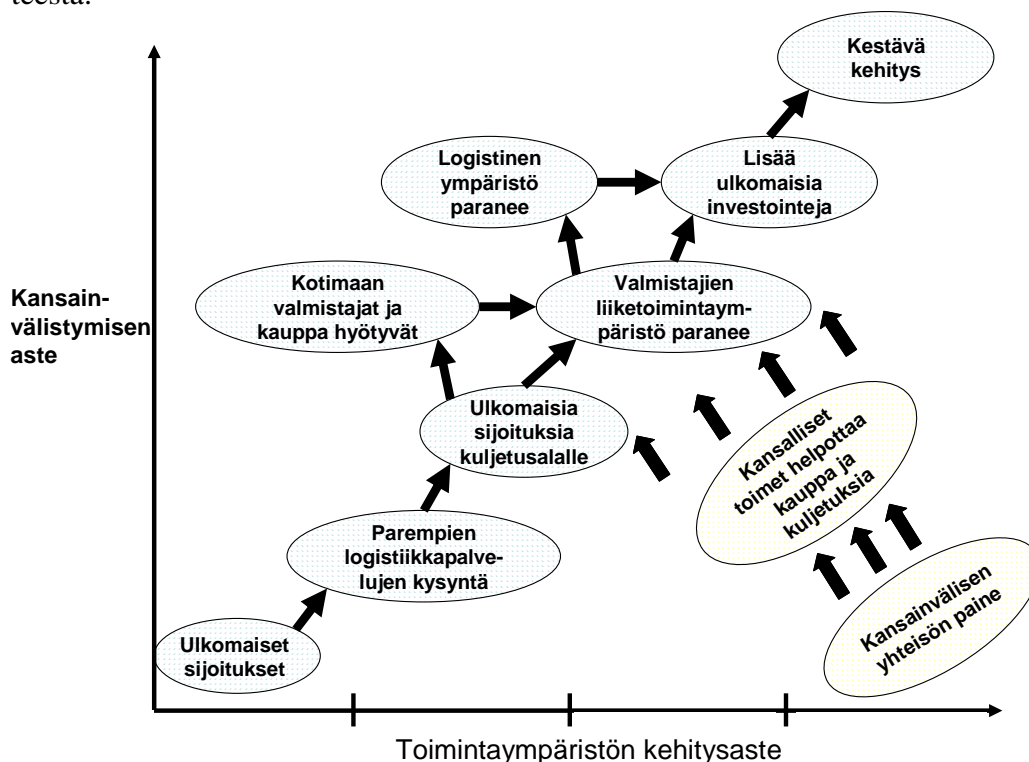 teestä.
Kestävä
kehitys
Logistinen
ympäristö
paranee
Lisää
ulkomaisia
investointeja
Kansain-
välistymisen
aste
Kotimaan
valmistajat ja
kauppa hyötyvät
Valmistajien
liiketoimintaym-
päristö paranee
Ulkomaisia
sijoituksia
kuljetusalalle
Kansalliset
toimet helpottaa
kauppa ja
kuljetuksia
Parempien
logistiikkapalve-
lujen kysyntä
Kansainvälisen
yhteisön paine
Ulkomaiset
sijoitukset
Toimintaympäristön kehitysaste